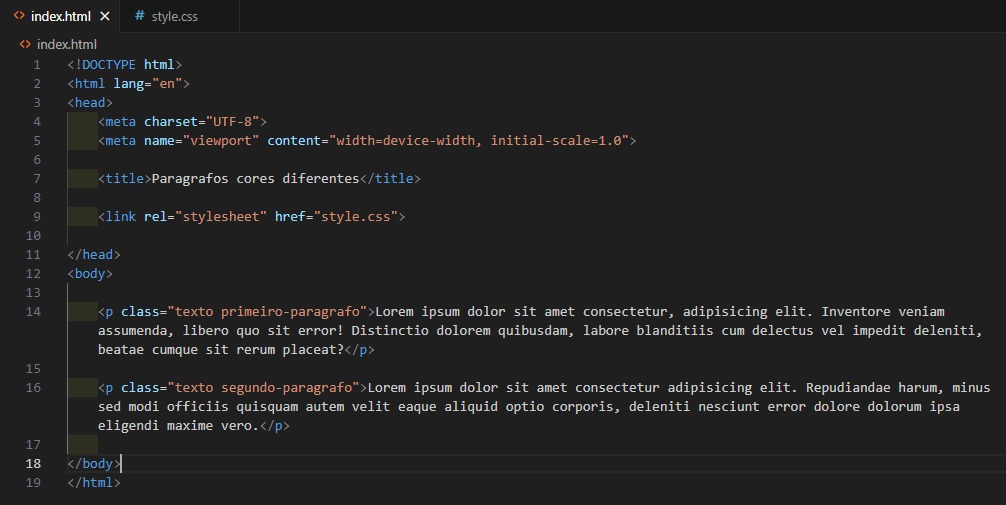 index.html
style.css
index.html
1 <!DOCTYPE html>
2 <html lang="en">
3 <head>
4 <meta charset="UTF-8">
5 <meta name="viewport" content="width=device-width, initial-scale=1.0">
6
7 <title>Paragrafos cores diferentes</title>
8
9 <link rel="stylesheet" href="style.css">
10
11 </head>
12 <body>
13
14 <p class="texto primeiro-paragrafo">Lorem ipsum dolor sit amet consectetur, adipisicing elit. Inventore veniam
assumenda, libero quo sit error! Distinctio dolorem quibusdam, labore blanditiis cum delectus vel impedit deleniti,
beatae cumque sit rerum placeat?</p>
15
16 <p class="texto segundo-paragrafo">Lorem ipsum dolor sit amet consectetur adipisicing elit. Repudiandae harum, minus
sed modi officiis quisquam autem velit eaque aliquid optio corporis, deleniti nesciunt error dolore dolorum ipsa
eligendi maxime vero.</p>
17
18 </body>
19 </html>